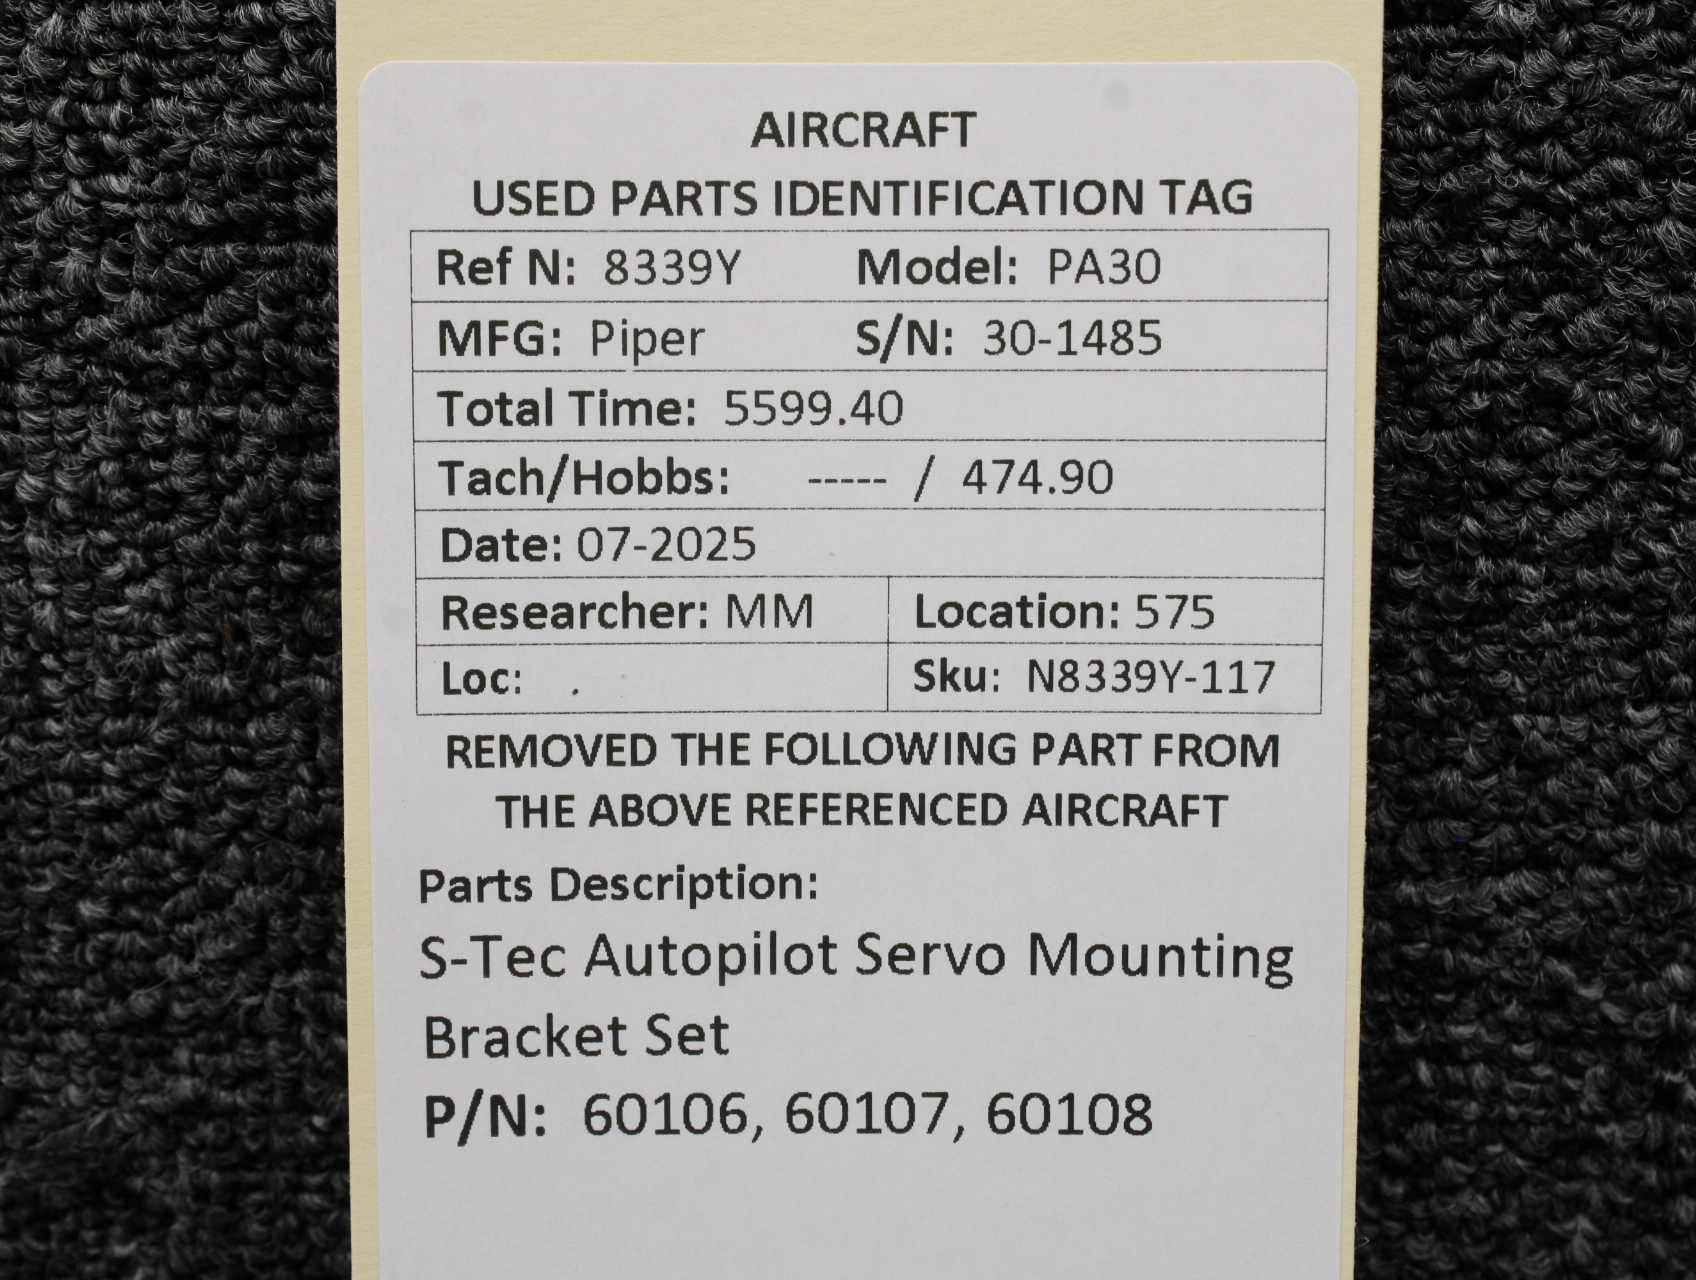 AIRCRAFT
USED PARTS IDENTIFICATION TAG
Ref N: 8339Y Model: PA30
MFG: Piper S/N: 30-1485
Total Time: 5599.40
Tach/Hobbs: ----- / 474.90
Date: 07-2025
Researcher: MM Location: 575
Loc: . Sku: N8339Y-117
REMOVED THE FOLLOWING PART FROM
THE ABOVE REFERENCED AIRCRAFT
Parts Description:
S-Tec Autopilot Servo Mounting
Bracket Set
P/N: 60106, 60107, 60108